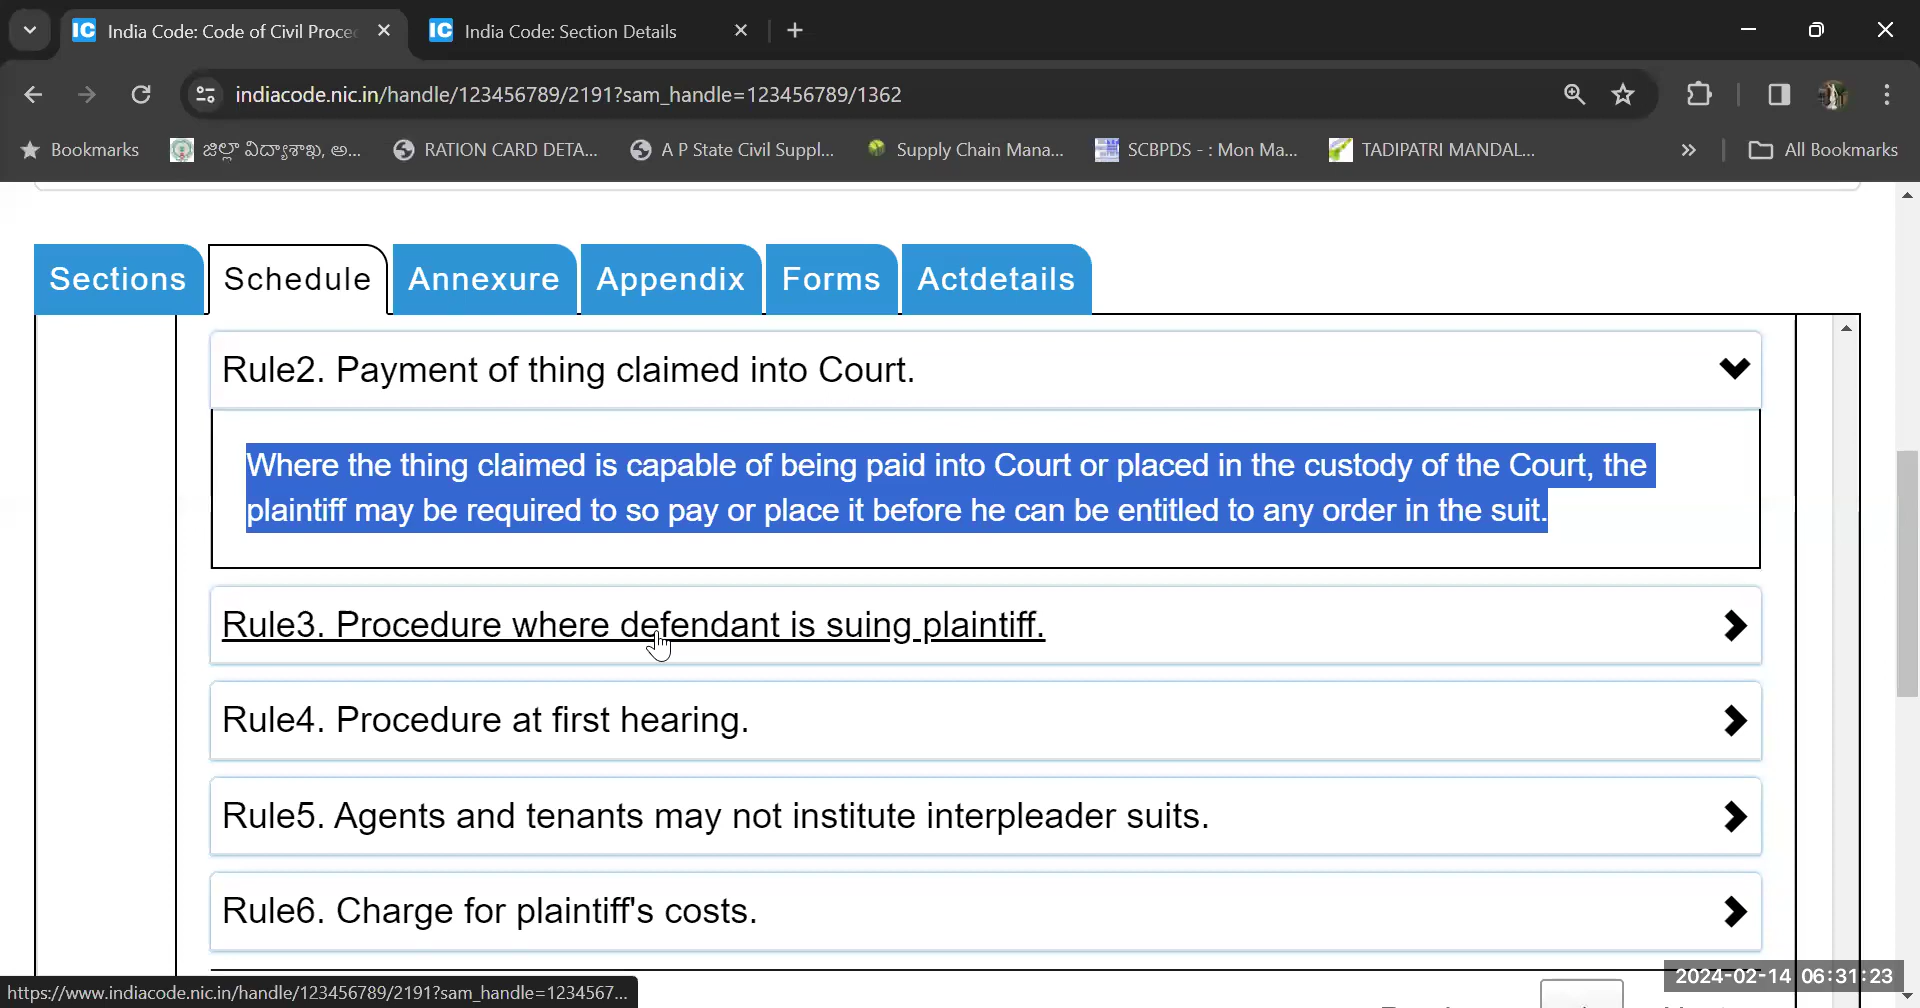 India Code: Code of Civil Proce
India Code: Section Details
indiacode.nic.in/handle/123456789/2191?sam_handle=123456789/1362
Bookmarks
జిల్లా విద్యాశాఖ, అ...
RATION CARD DETA...
A P State Civil Suppl...
Supply Chain Mana...
SCBPDS - : Mon Ma...
TADIPATRI MANDAL...
»
All Bookmarks
Sections
Schedule
Annexure
Appendix
Forms
Actdetails
Rule2. Payment of thing claimed into Court.
Where the thing claimed is capable of being paid into Court or placed in the custody of the Court, the
plaintiff may be required to so pay or place it before he can be entitled to any order in the suit.
Rule3. Procedure where defendant is suing plaintiff.
Rule4. Procedure at first hearing.
Rule5. Agents and tenants may not institute interpleader suits.
Rule6. Charge for plaintiff's costs.
2024-02-14 06:31:23
https://www.indiacode.nic.in/handle/123456789/2191?sam_handle=1234567...